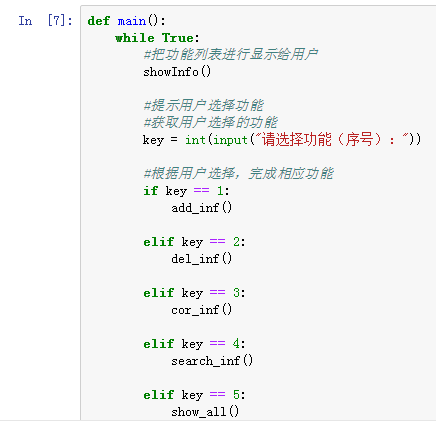 In [7]:
def main():
    while True:
        #把功能列表进行显示给用户
        showInfo()

        #提示用户选择功能
        #获取用户选择的功能
        key = int(input("请选择功能（序号）："))

        #根据用户选择，完成相应功能
        if key == 1:
            add_inf()

        elif key == 2:
            del_inf()

        elif key == 3:
            cor_inf()

        elif key == 4:
            search_inf()

        elif key == 5:
            show_all()